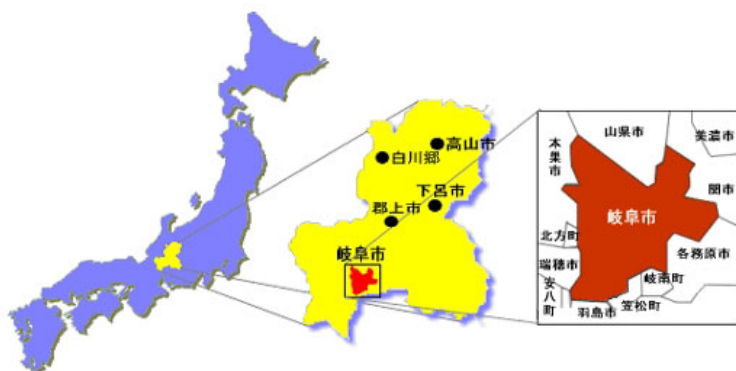 高山市
白川郷
下呂市
郡上市
岐阜市
山県市
美濃市
本巣市
関市
岐阜市
北方町
各務原市
瑞穂市
岐南町
安八町
笠松町
羽島市